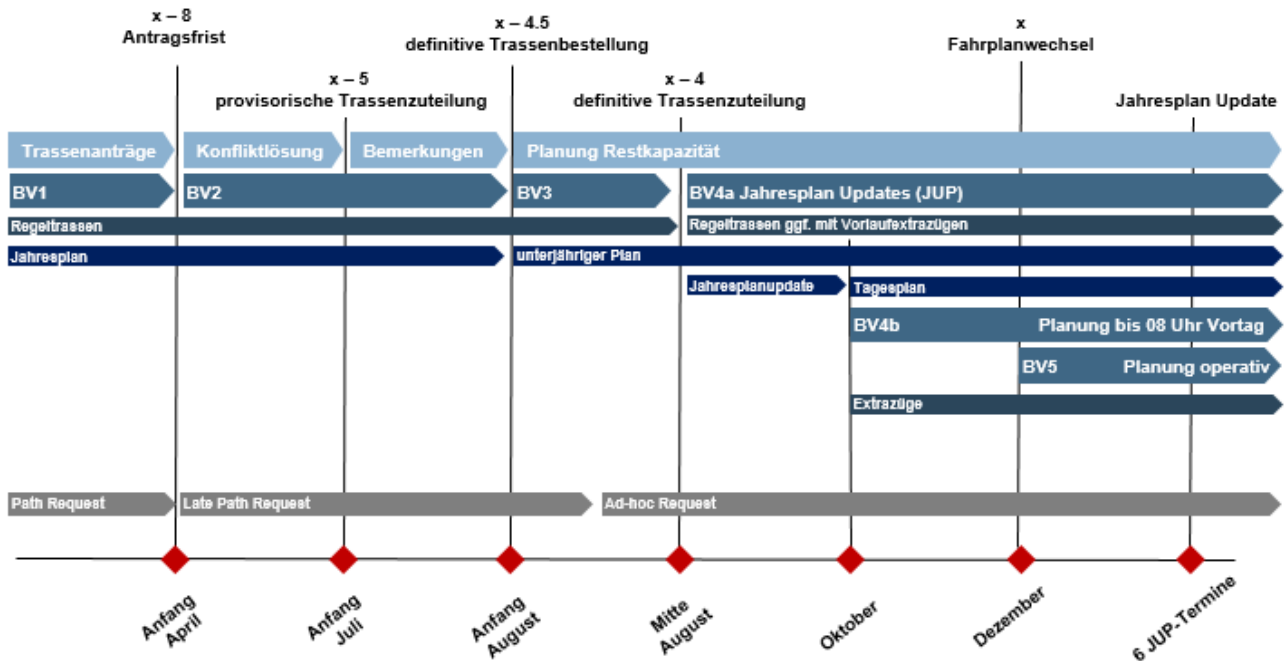 x – 8
Antragsfrist
x – 4.5
definitive Trassenbestellung
x
Fahrplanwechsel
x – 5
provisorische Trassenzuteilung
x – 4
definitive Trassenzuteilung
Jahresplan Update
Trassenanträge
Konfliktlösung
Bemerkungen
Planung Restkapazität
BV1
BV2
BV3
BV4a Jahresplan Updates (JUP)
Regeltrassen
Regeltrassen ggf. mit Vorlaufextrazügen
Jahresplan
unterjähriger Plan
Jahresplanupdate
Tagesplan
BV4b
Planung bis 08 Uhr Vortag
BV5
Planung operativ
Extrazüge
Path Request
Late Path Request
Ad-hoc Request
Anfang
April
Anfang
Juli
Anfang
August
Mitte
August
Oktober
Dezember
6 JUP-Termine